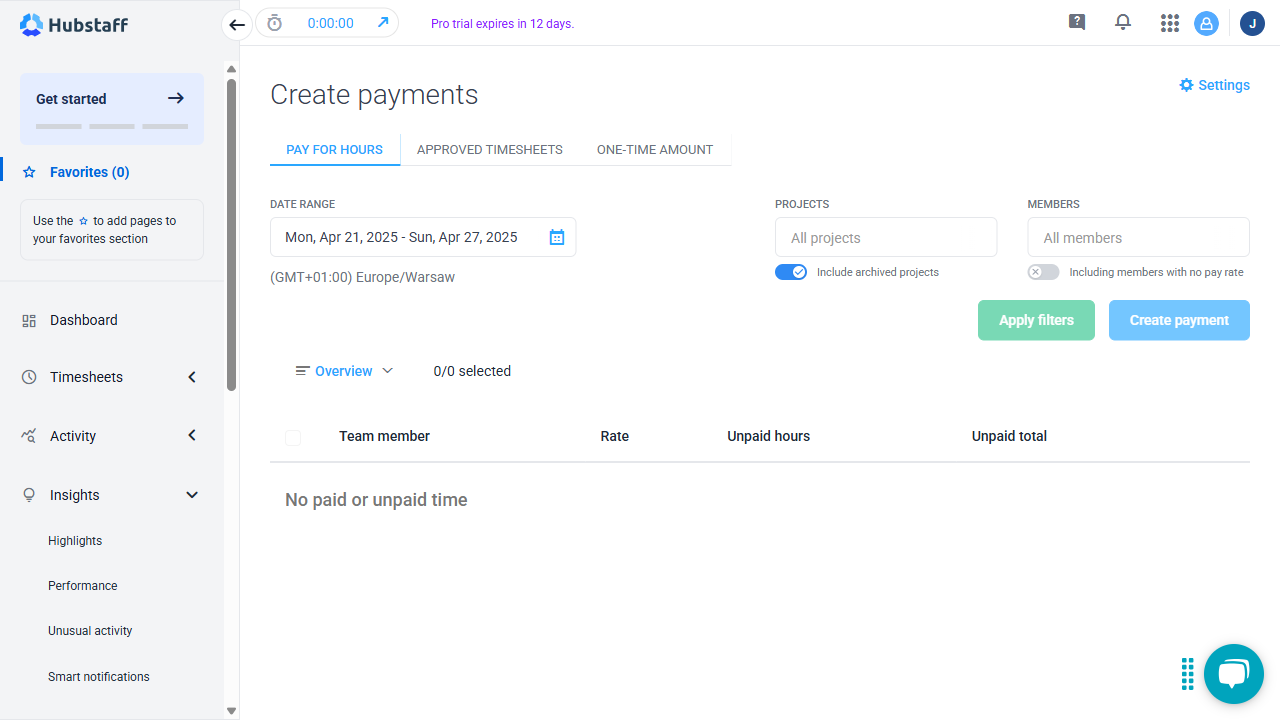 Hubstaff
0:00:00
Pro trial expires in 12 days.
?
J
Get started
Favorites (0)
Use the to add pages to
your favorites section
Dashboard
Timesheets
Activity
Insights
Highlights
Performance
Unusual activity
Smart notifications
Create payments
Settings
PAY FOR HOURS
APPROVED TIMESHEETS
ONE-TIME AMOUNT
DATE RANGE
Mon, Apr 21, 2025 - Sun, Apr 27, 2025
(GMT+01:00) Europe/Warsaw
PROJECTS
All projects
Include archived projects
MEMBERS
All members
Including members with no pay rate
Apply filters
Create payment
Overview
0/0 selected
Team member Rate Unpaid hours Unpaid total
No paid or unpaid time